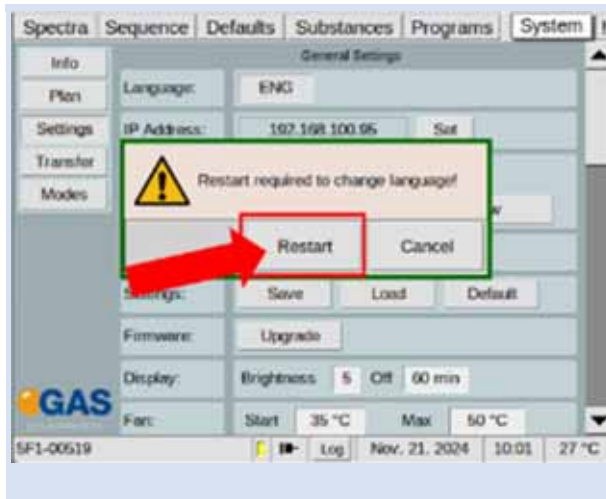 Spectra Sequence Defaults Substances Programs System
Info General Settings
Plan Language: ENG
Settings IP Address: 192.168.100.95 Set
Transfer
Modes
Restart required to change language!
Restart Cancel
Settings: Save Load Default
Firmware: Upgrade
Display: Brightness 5 Off 60 min
GAS
Fan: Start 35 °C Max 50 °C
5F1-00519 Log Nov. 21. 2024 10:01 27 °C